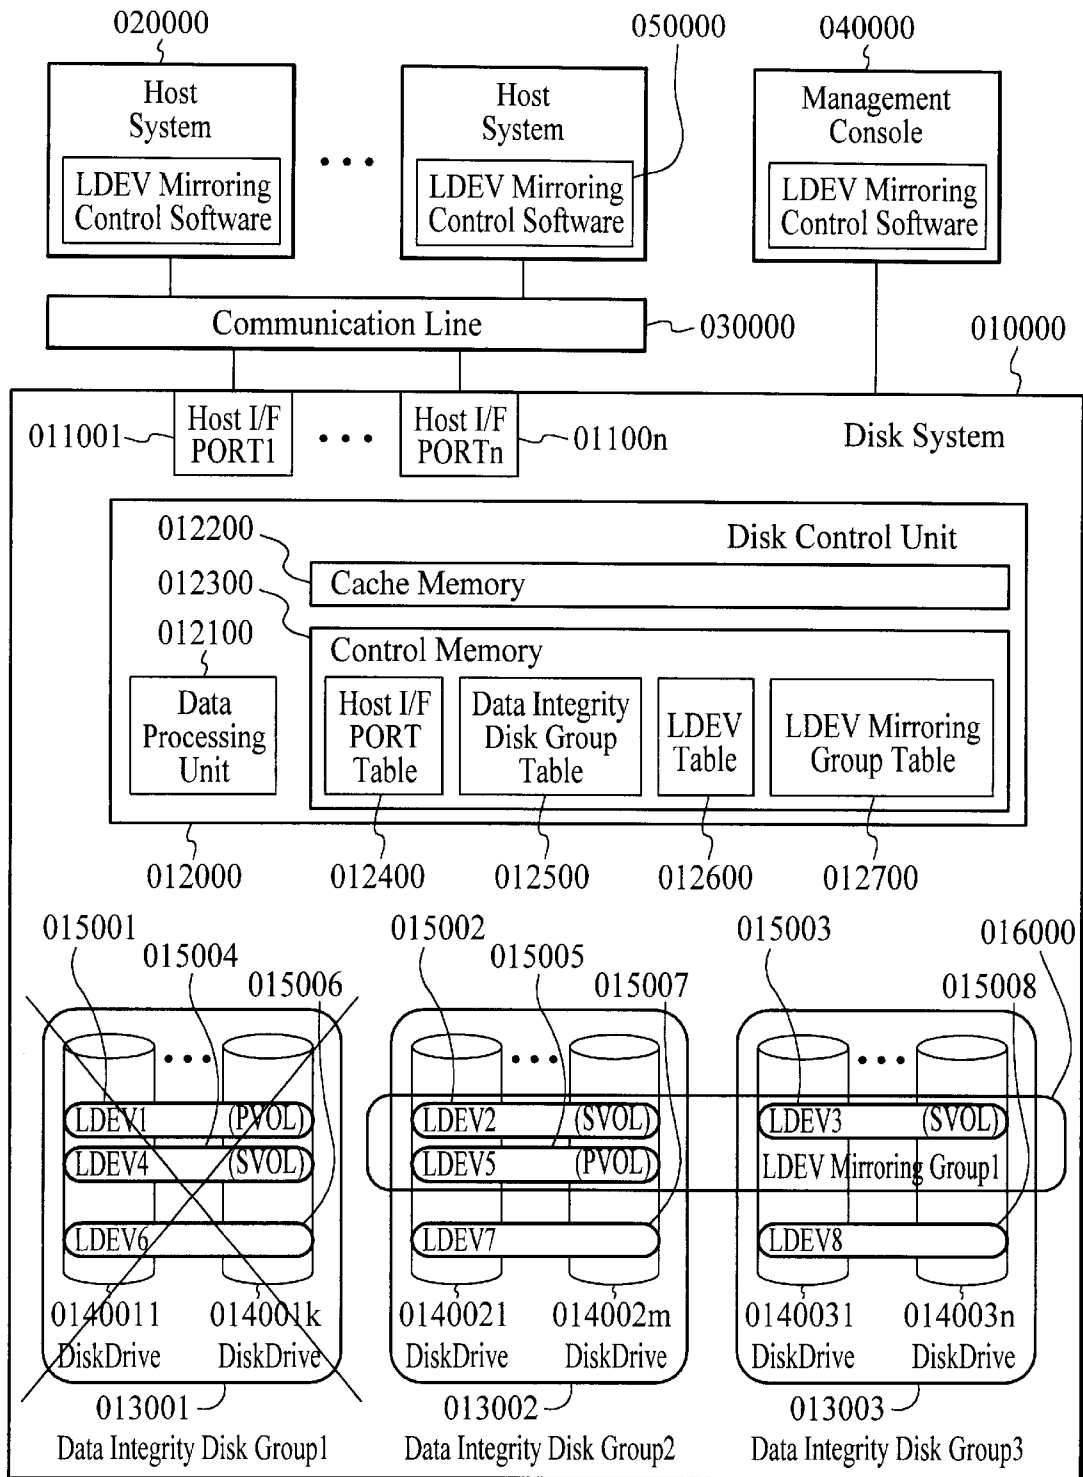 020000
050000
040000
Host
System
LDEV Mirroring
Control Software
Host
System
LDEV Mirroring
Control Software
Management
Console
LDEV Mirroring
Control Software
Communication Line
030000
010000
011001
Host I/F
PORT1
Host I/F
PORTn
01100n
Disk System
012200
Disk Control Unit
Cache Memory
012300
012100
Control Memory
Data
Processing
Unit
Host I/F
PORT
Table
Data Integrity
Disk Group
Table
LDEV
Table
LDEV Mirroring
Group Table
012000
012400
012500
012600
012700
015001
015004
015006
015002
015005
015007
015003
016000
015008
LDEV1 (PVOL)
LDEV4 (SVOL)
LDEV6
LDEV2 (SVOL)
LDEV5 (PVOL)
LDEV7
LDEV3 (SVOL)
LDEV Mirroring Group1
LDEV8
0140011
DiskDrive
014001k
DiskDrive
0140021
DiskDrive
014002m
DiskDrive
0140031
DiskDrive
014003n
DiskDrive
013001
013002
013003
Data Integrity Disk Group1
Data Integrity Disk Group2
Data Integrity Disk Group3